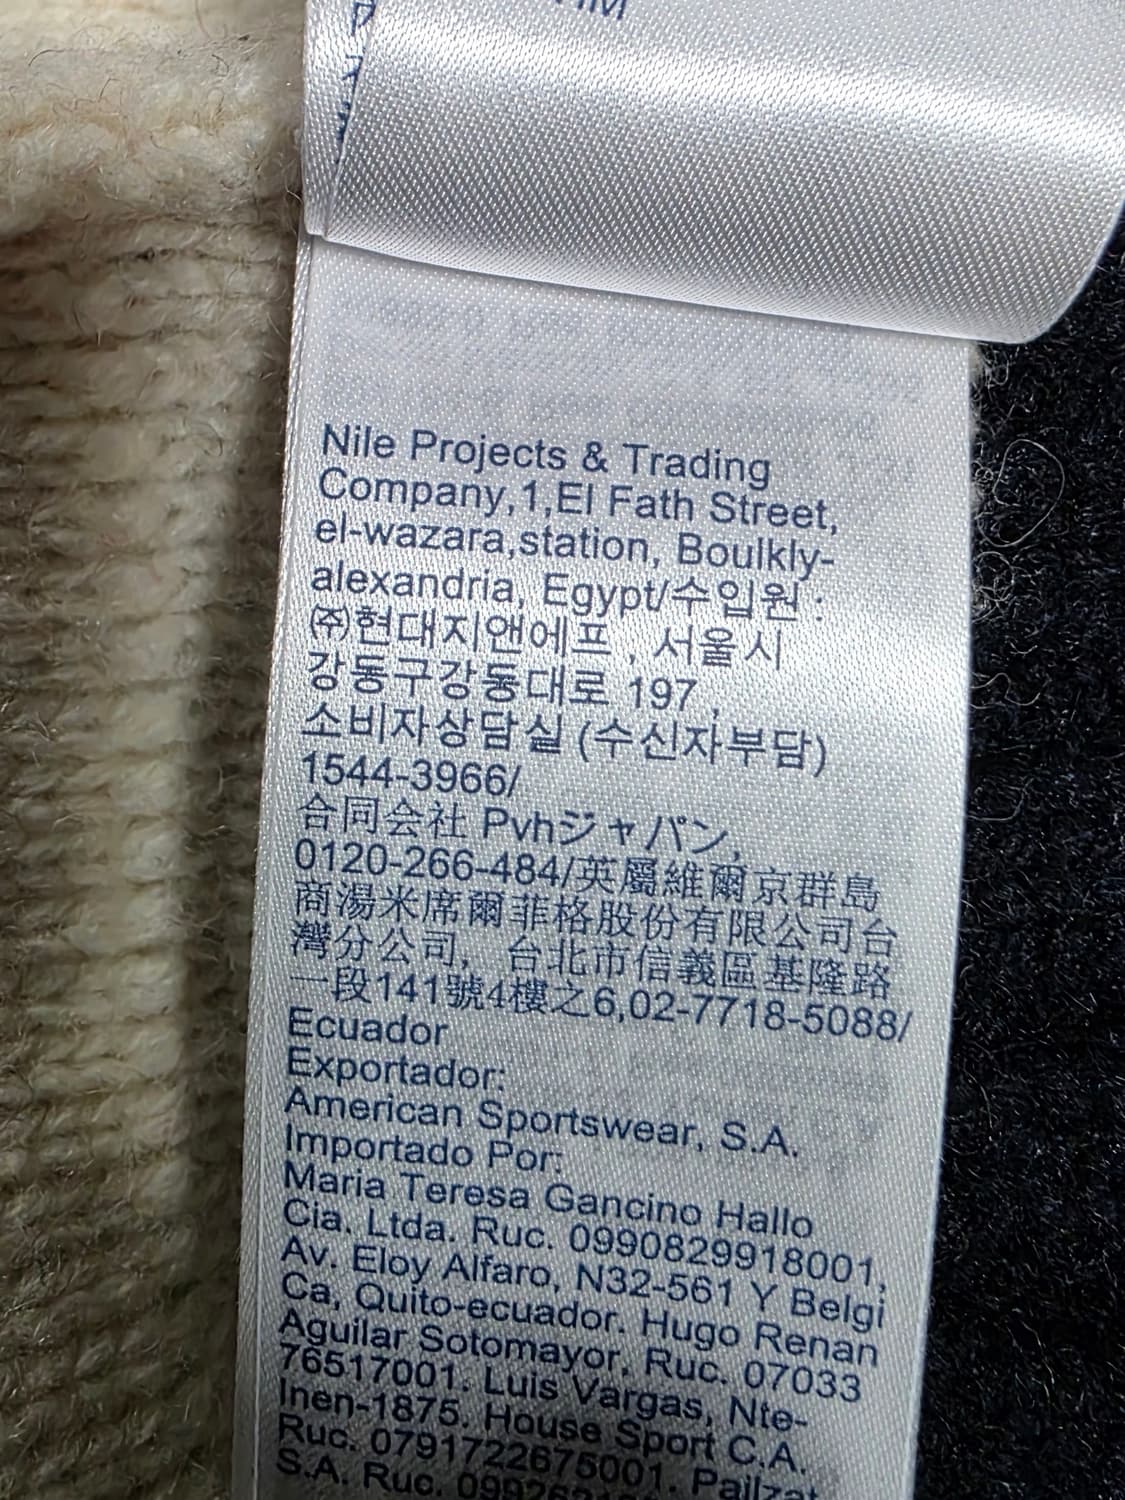 Nile Projects & Trading
Company,1,El Fath Street,
el-wazara,station, Boulkly-
alexandria, Egypt/수입원 :
㈜현대지앤에프 , 서울시
강동구강동대로 197 ,
소비자상담실 (수신자부담)
1544-3966/
合同会社 Pvhジャパン,
0120-266-484/英屬維爾京群島
商湯米席爾菲格股份有限公司台
灣分公司, 台北市信義區基隆路
一段141號4樓之6,02-7718-5088/
Ecuador
Exportador:
American Sportswear, S.A.
Importado Por:
Maria Teresa Gancino Hallo
Cia. Ltda. Ruc. 0990829918001,
Av. Eloy Alfaro, N32-561 Y Belgi
Ca, Quito-ecuador. Hugo Renan
Aguilar Sotomayor, Ruc. 07033
76517001. Luis Vargas, Nte-
Inen-1875. House Sport C.A.
Ruc. 0791722675001. Pailzat
S.A. Ruc.